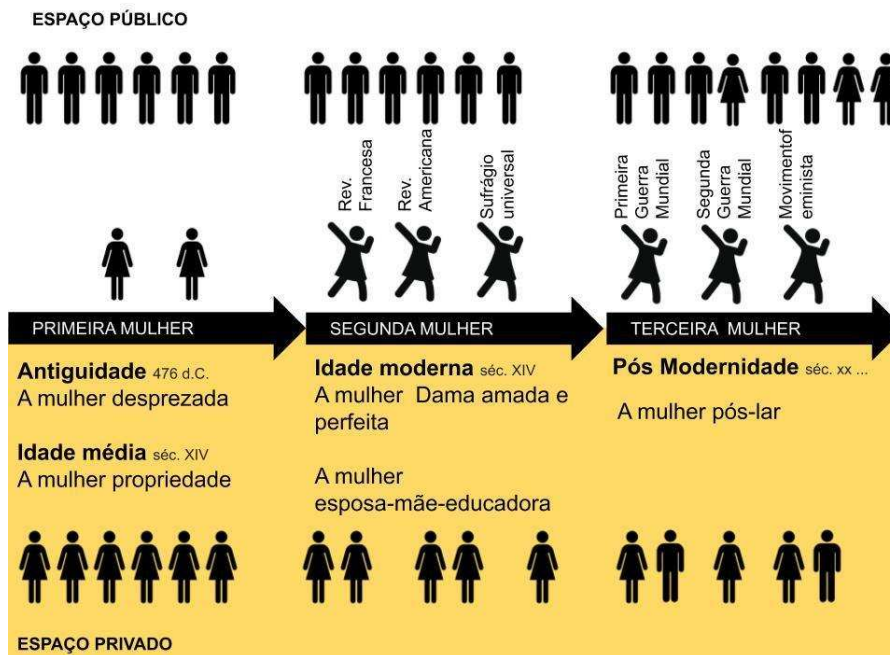 ESPAÇO PÚBLICO
Rev.
Francesa
Rev.
Americana
Sufrágio
universal
Primeira
Guerra
Mundial
Segunda
Guerra
Mundial
Movimentof
eminista
PRIMEIRA MULHER
SEGUNDA MULHER
TERCEIRA MULHER
Antiguidade 476 d.C.
A mulher desprezada
Idade média séc. XIV
A mulher propriedade
Idade moderna séc. XIV
A mulher Dama amada e
perfeita
A mulher
esposa-mãe-educadora
Pós Modernidade séc. xx ...
A mulher pós-lar
ESPAÇO PRIVADO